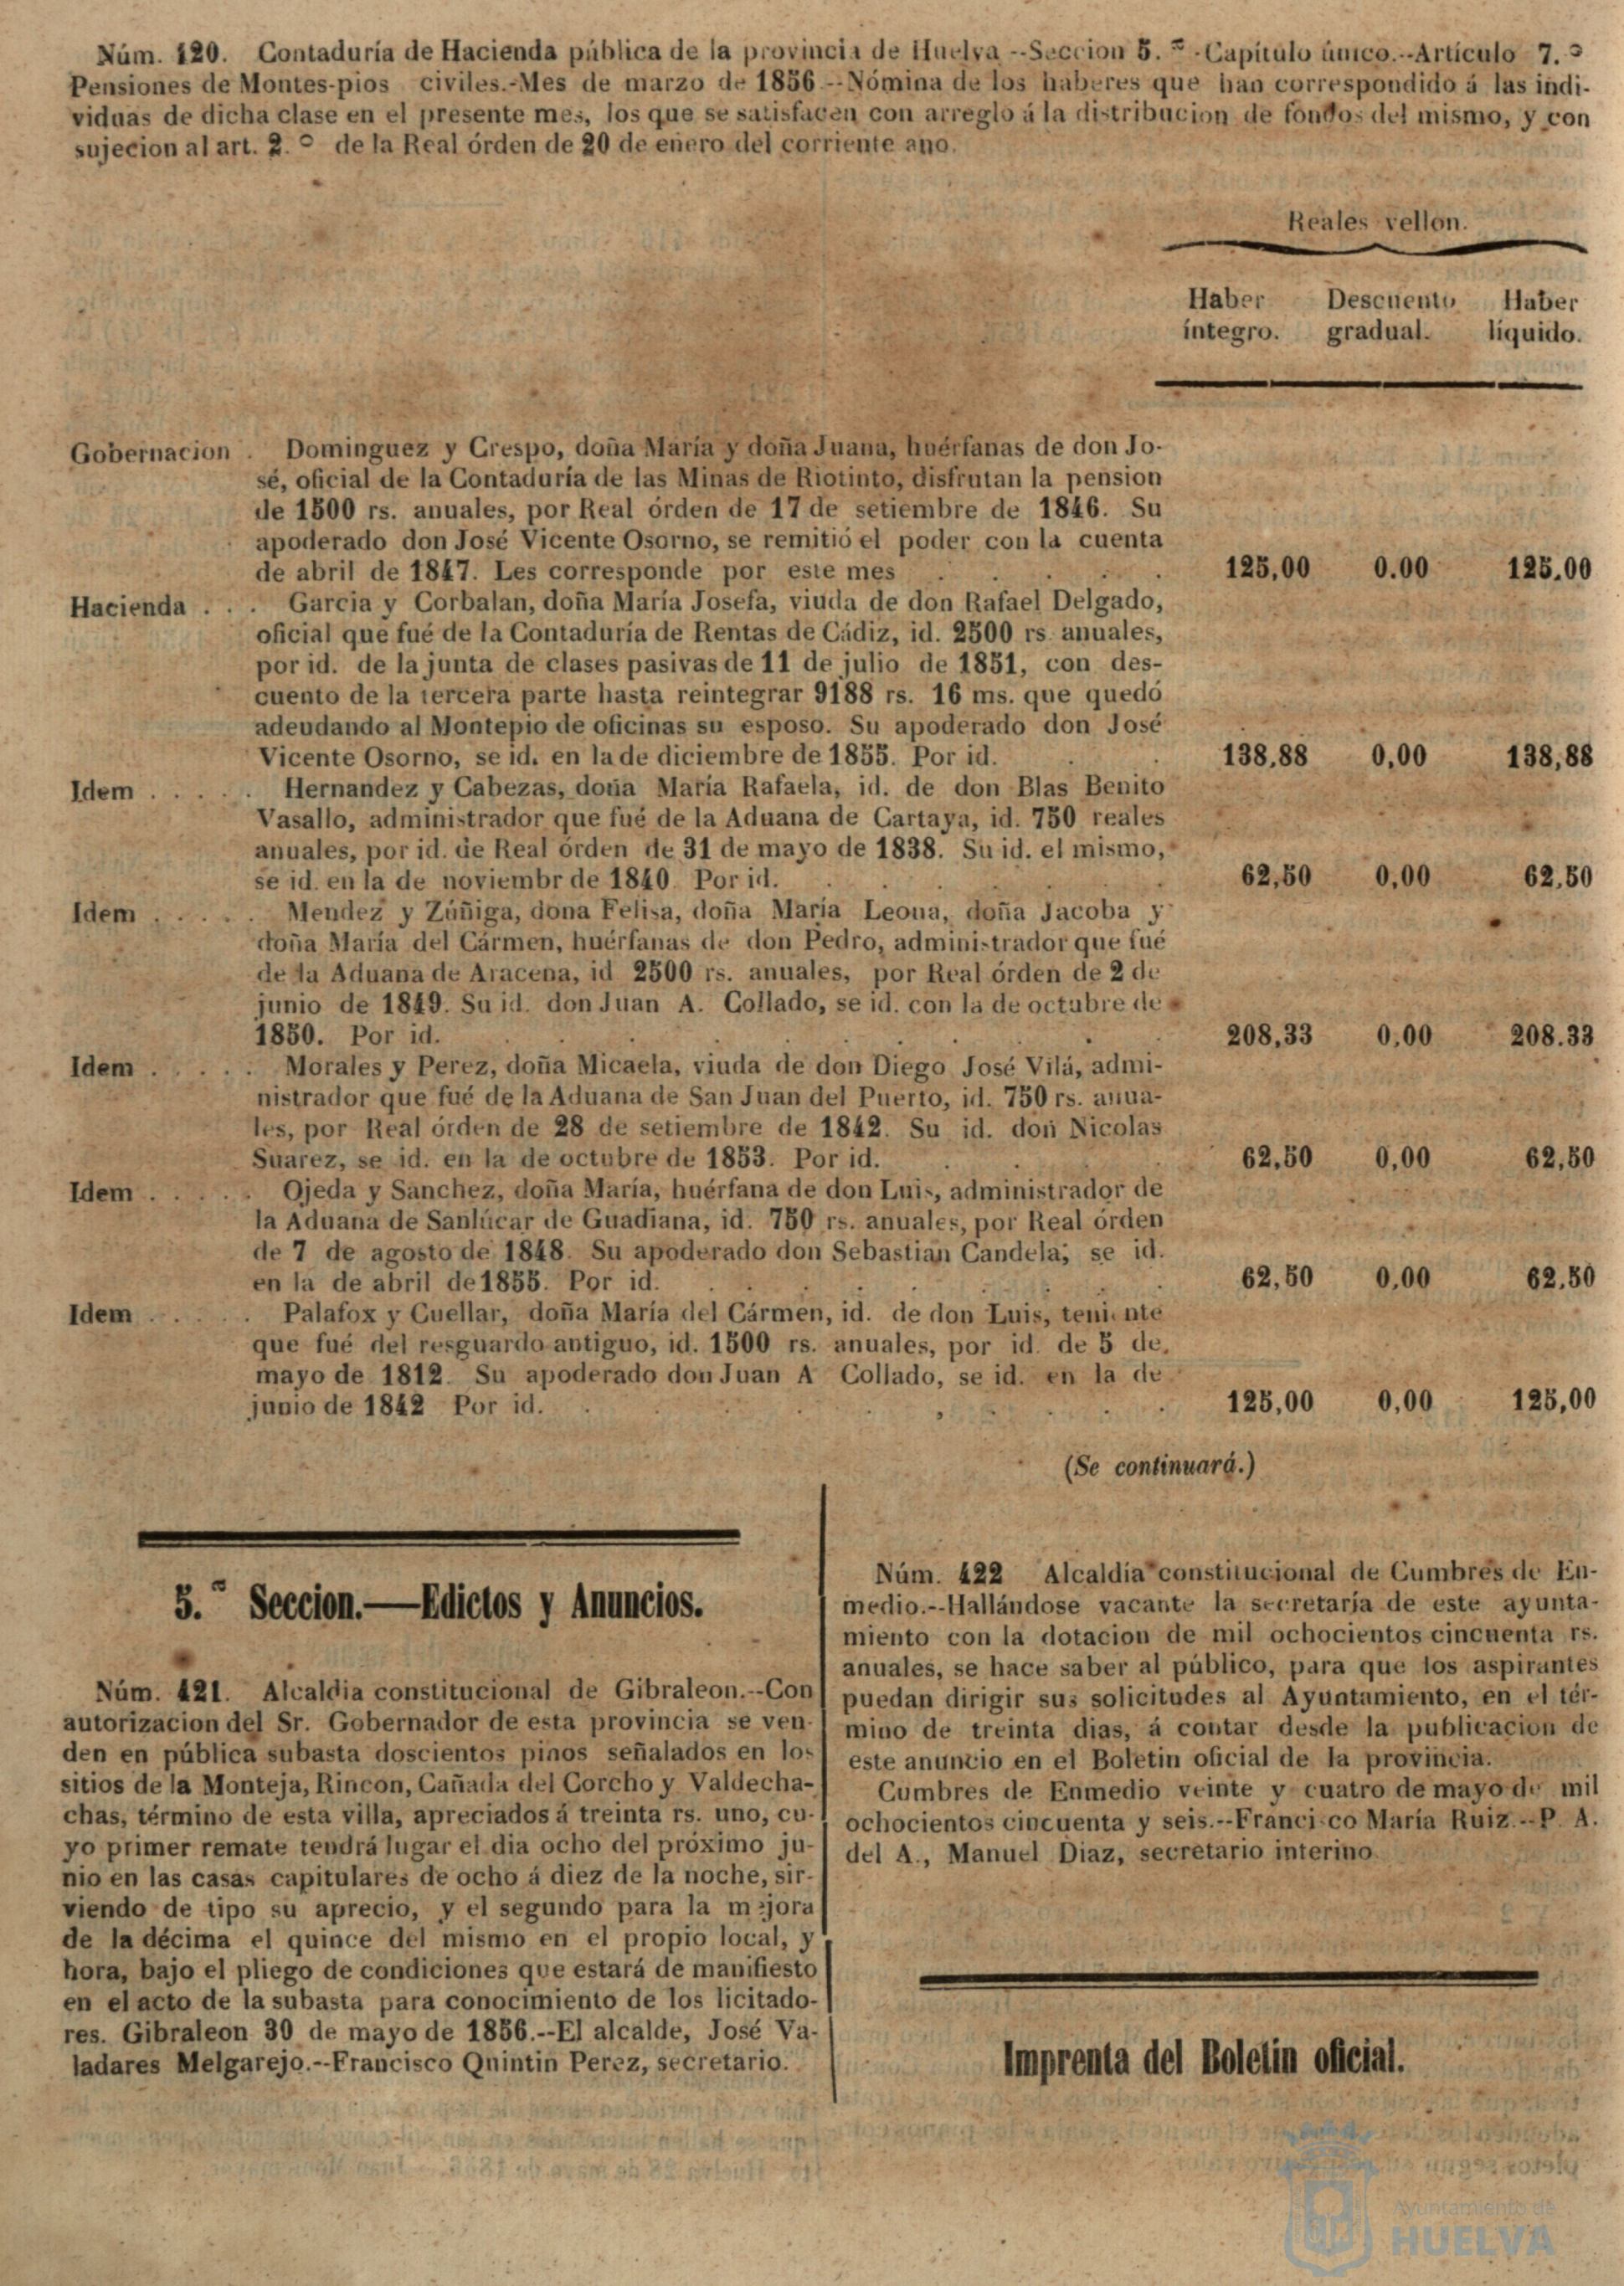 Núm. 120. Contaduría de Hacienda pública de la provincia de Huelva --Seccion 5.ª -Capítulo único.--Artículo 7.º
Pensiones de Montes-pios civiles.-Mes de marzo de 1856--Nómina de los haberes que han correspondido á las indi-
viduas de dicha clase en el presente mes, los que se satisfacen con arreglo á la distribucion de fondos del mismo, y con
sujecion al art. 2.º de la Real órden de 20 de enero del corriente ano.
Reales vellon.
Haber Descuento Haber
íntegro. gradual. líquido.
Gobernacion . Dominguez y Crespo, doña María y doña Juana, huérfanas de don Jo-
sé, oficial de la Contaduría de las Minas de Riotinto, disfrutan la pension
de 1500 rs. anuales, por Real órden de 17 de setiembre de 1846. Su
apoderado don José Vicente Osorno, se remitió el poder con la cuenta
de abril de 1847. Les corresponde por este mes . . . . . 125,00 0.00 125.00
Hacienda . . . Garcia y Corbalan, doña María Josefa, viuda de don Rafael Delgado,
oficial que fué de la Contaduría de Rentas de Cádiz, id. 2500 rs. anuales,
por id. de la junta de clases pasivas de 11 de julio de 1851, con des-
cuento de la tercera parte hasta reintegrar 9188 rs. 16 ms. que quedó
adeudando al Montepio de oficinas su esposo. Su apoderado don José
Vicente Osorno, se id. en la de diciembre de 1855. Por id. . . 138,88 0,00 138,88
Idem . . . . . Hernandez y Cabezas, doña María Rafaela, id. de don Blas Benito
Vasallo, administrador que fué de la Aduana de Cartaya, id. 750 reales
anuales, por id. de Real órden de 31 de mayo de 1838. Su id. el mismo,
se id. en la de noviembr de 1840. Por id. . . . . 62,50 0,00 62,50
Idem . . . . . Mendez y Zúñiga, dona Felisa, doña María Leona, doña Jacoba y
doña María del Cármen, huérfanas de don Pedro, administrador que fué
de la Aduana de Aracena, id 2500 rs. anuales, por Real órden de 2 de
junio de 1849. Su id. don Juan A. Collado, se id. con la de octubre de
1850. Por id. . . . . . . 208,33 0,00 208.33
Idem . . . . . Morales y Perez, doña Micaela, viuda de don Diego José Vilá, admi-
nistrador que fué de la Aduana de San Juan del Puerto, id. 750 rs. anua-
les, por Real órden de 28 de setiembre de 1842. Su id. don Nicolas
Suarez, se id. en la de octubre de 1853. Por id. . . . . 62,50 0,00 62,50
Idem . . . . . Ojeda y Sanchez, doña María, huérfana de don Luis, administrador de
la Aduana de Sanlúcar de Guadiana, id. 750 rs. anuales, por Real órden
de 7 de agosto de 1848. Su apoderado don Sebastian Candela; se id.
en la de abril de 1855. Por id. . . . . . 62,50 0,00 62.50
Idem . . . . . Palafox y Cuellar, doña María del Cármen, id. de don Luis, teniente
que fué del resguardo antiguo, id. 1500 rs. anuales, por id. de 5 de
mayo de 1812. Su apoderado don Juan A Collado, se id. en la de
junio de 1842 Por id. . . . . . . 125,00 0,00 125,00
(Se continuará.)
5.ª Seccion.—Edictos y Anuncios.
Núm. 421. Alcaldia constitucional de Gibraleon.--Con
autorizacion del Sr. Gobernador de esta provincia se ven-
den en pública subasta doscientos pinos señalados en los
sitios de la Monteja, Rincon, Cañada del Corcho y Valdecha-
chas, término de esta villa, apreciados á treinta rs. uno, cu-
yo primer remate tendrá lugar el dia ocho del próximo ju-
nio en las casas capitulares de ocho á diez de la noche, sir-
viendo de tipo su aprecio, y el segundo para la mejora
de la décima el quince del mismo en el propio local, y
hora, bajo el pliego de condiciones que estará de manifiesto
en el acto de la subasta para conocimiento de los licitado-
res. Gibraleon 30 de mayo de 1856.--El alcalde, José Va-
ladares Melgarejo.--Francisco Quintin Perez, secretario.
Núm. 422 Alcaldía constitucional de Cumbres de En-
medio.--Hallándose vacante la secretaría de este ayunta-
miento con la dotacion de mil ochocientos cincuenta rs.
anuales, se hace saber al público, para que los aspirantes
puedan dirigir sus solicitudes al Ayuntamiento, en el tér-
mino de treinta dias, á contar desde la publicacion de
este anuncio en el Boletin oficial de la provincia.
Cumbres de Enmedio veinte y cuatro de mayo de mil
ochocientos cincuenta y seis.--Francisco María Ruiz.--P. A.
del A., Manuel Diaz, secretario interino.
Imprenta del Boletin oficial.
Ayuntamiento de
HUELVA